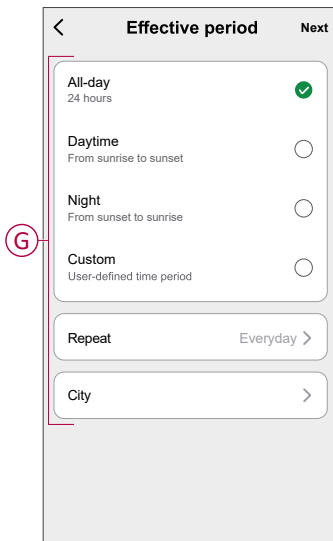 Effective period
Next
All-day
24 hours
Daytime
From sunrise to sunset
Night
From sunset to sunrise
G
Custom
User-defined time period
Repeat Everyday
City